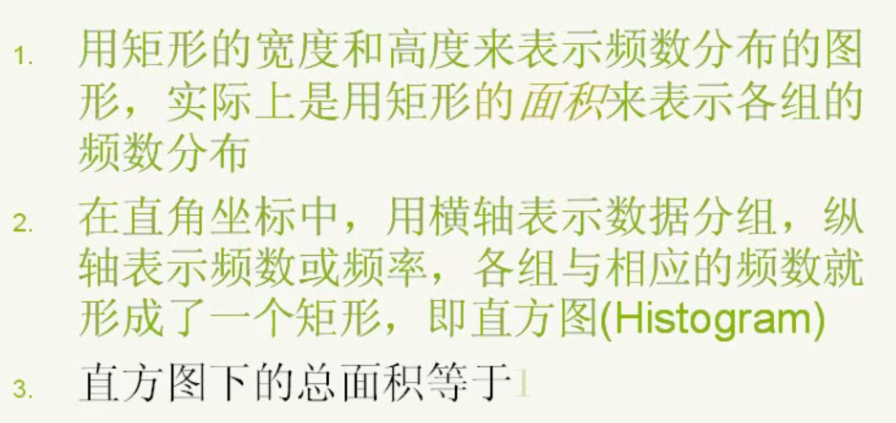 1. 用矩形的宽度和高度来表示频数分布的图
形，实际上是用矩形的面积来表示各组的
频数分布
2. 在直角坐标中，用横轴表示数据分组，纵
轴表示频数或频率，各组与相应的频数就
形成了一个矩形，即直方图(Histogram)
3. 直方图下的总面积等于1